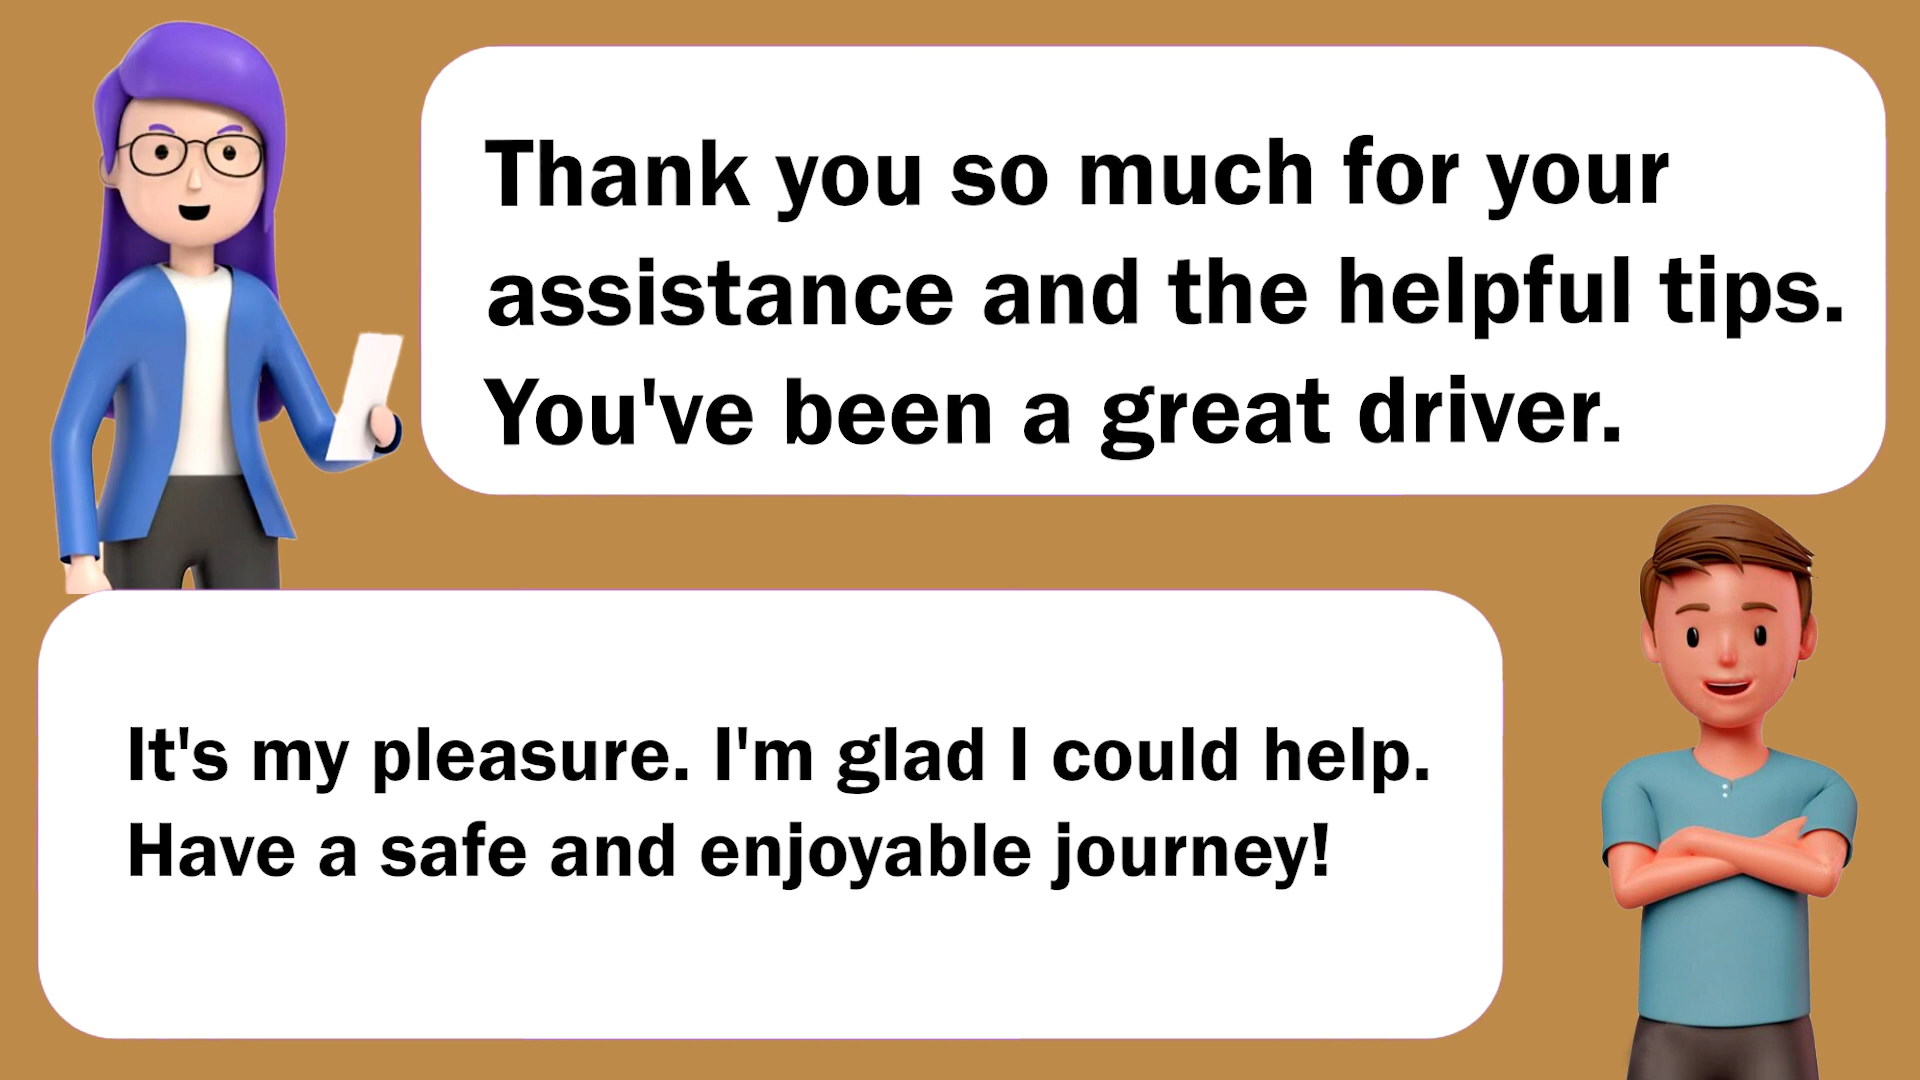 Thank you so much for your
assistance and the helpful tips.
You've been a great driver.
It's my pleasure. I'm glad I could help.
Have a safe and enjoyable journey!